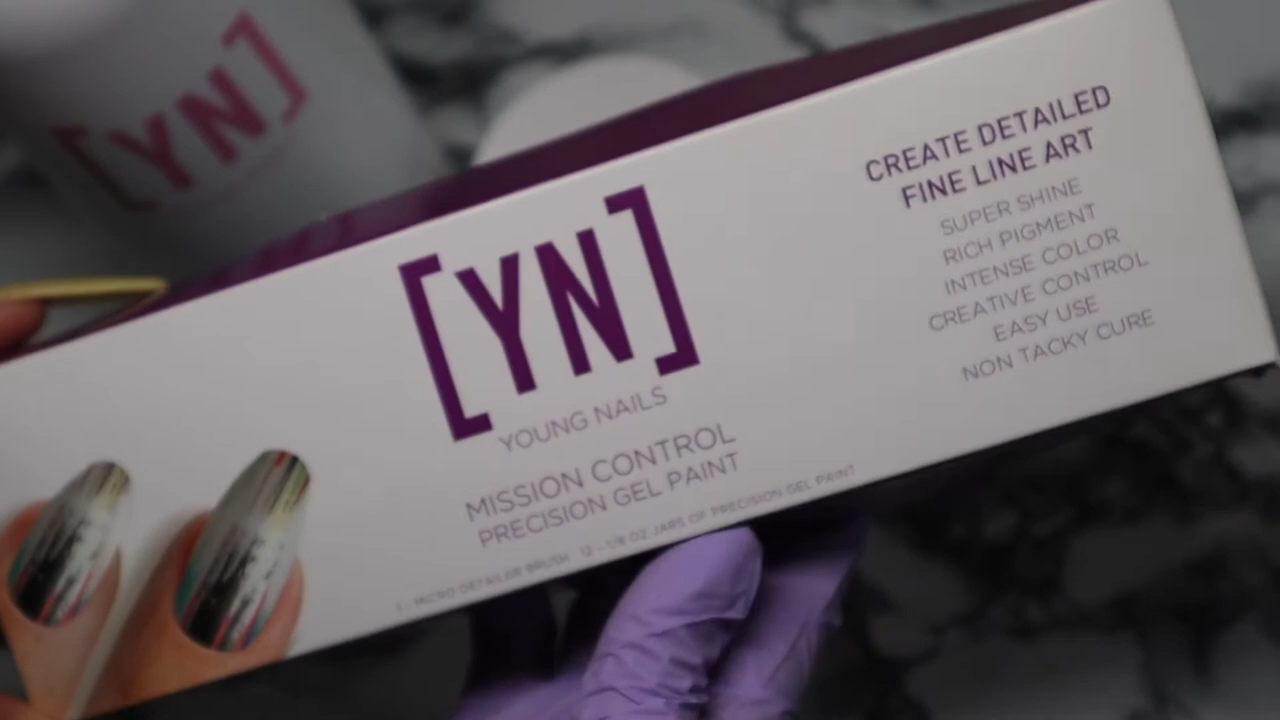 [YN]
[YN]
YOUNG NAILS
MISSION CONTROL
PRECISION GEL PAINT
1 - MICRO DETAILER BRUSH 12 - 1/8 OZ JARS OF PRECISION GEL PAINT
CREATE DETAILED
FINE LINE ART
SUPER SHINE
RICH PIGMENT
INTENSE COLOR
CREATIVE CONTROL
EASY USE
NON TACKY CURE